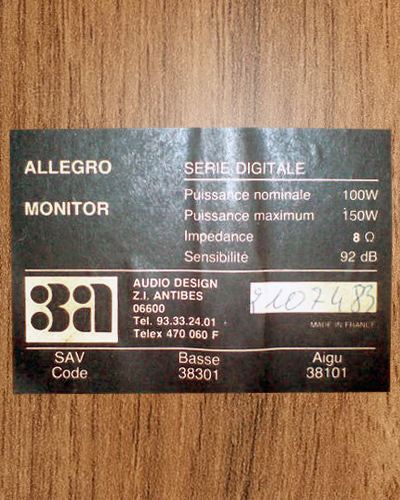 ALLEGRO
MONITOR
SERIE DIGITALE
Puissance nominale 100W
Puissance maximum 150W
Impedance 8 Ω
Sensibilité 92 dB
3a
AUDIO DESIGN
Z.I. ANTIBES
06600
Tel. 93.33.24.01
Telex 470 060 F
MADE IN FRANCE
SAV Basse Aigu
Code 38301 38101